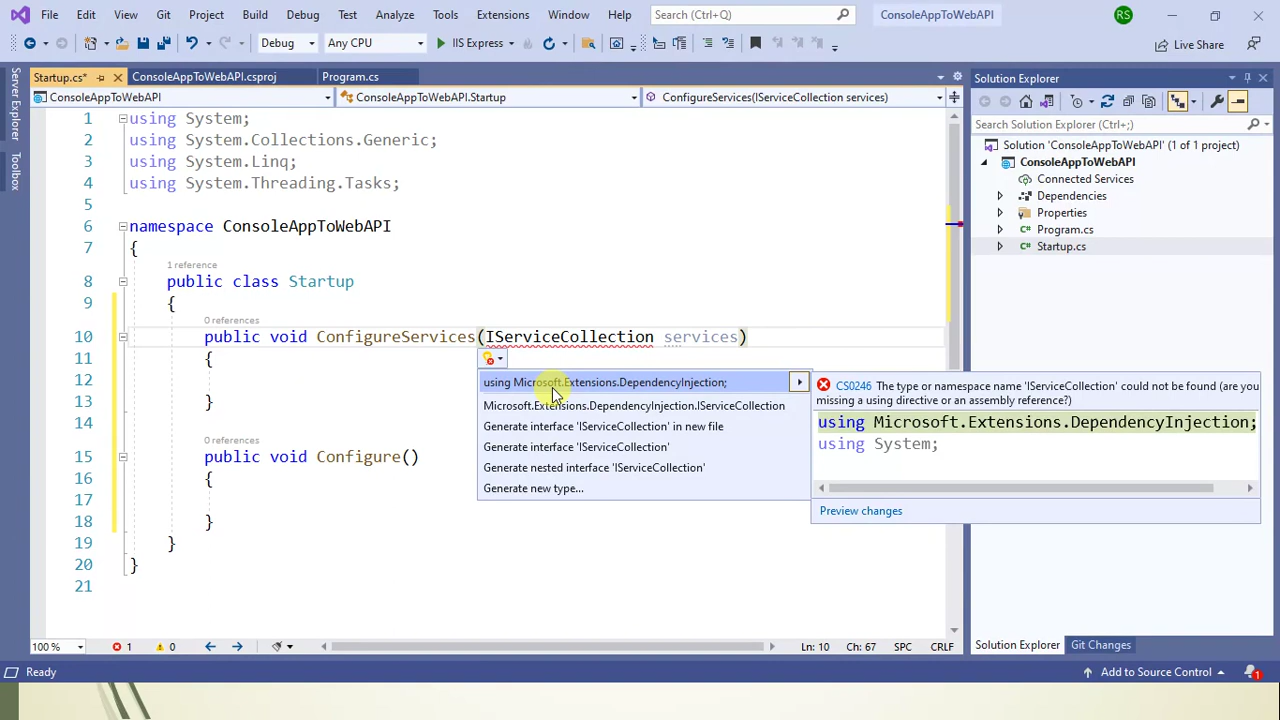 File Edit View Git Project Build Debug Test Analyze Tools Extensions Window Help Search (Ctrl+Q) ConsoleAppToWebAPI RS
Debug Any CPU IIS Express Live Share
Server Explorer
Toolbox
Startup.cs* ConsoleAppToWebAPI.csproj Program.cs
ConsoleAppToWebAPI ConsoleAppToWebAPI.Startup ConfigureServices(IServiceCollection services)
1 using System;
2 using System.Collections.Generic;
3 using System.Linq;
4 using System.Threading.Tasks;
5
6 namespace ConsoleAppToWebAPI
7 {
1 reference
8 public class Startup
9 {
0 references
10 public void ConfigureServices(IServiceCollection services)
11 {
12
13 }
14
0 references
15 public void Configure()
16 {
17
18 }
19 }
20 }
21
using Microsoft.Extensions.DependencyInjection;
Microsoft.Extensions.DependencyInjection.IServiceCollection
Generate interface 'IServiceCollection' in new file
Generate interface 'IServiceCollection'
Generate nested interface 'IServiceCollection'
Generate new type...
CS0246 The type or namespace name 'IServiceCollection' could not be found (are you
missing a using directive or an assembly reference?)
using Microsoft.Extensions.DependencyInjection;
using System;
Preview changes
Solution Explorer
Search Solution Explorer (Ctrl+;)
Solution 'ConsoleAppToWebAPI' (1 of 1 project)
ConsoleAppToWebAPI
Connected Services
Dependencies
Properties
C# Program.cs
C# Startup.cs
Solution Explorer Git Changes
100 % 1 0 Ln: 10 Ch: 67 SPC CRLF
Ready Add to Source Control 1